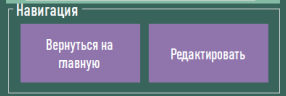 Навигация
Вернуться на
главную
Редактировать